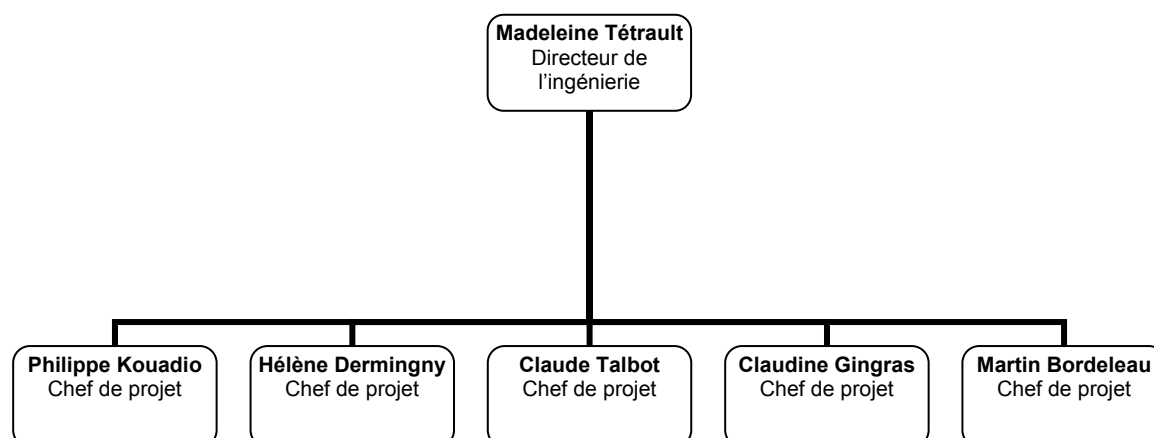 Madeleine Tétrault
Directeur de
l'ingénierie
Philippe Kouadio
Chef de projet
Hélène Dermingny
Chef de projet
Claude Talbot
Chef de projet
Claudine Gingras
Chef de projet
Martin Bordeleau
Chef de projet